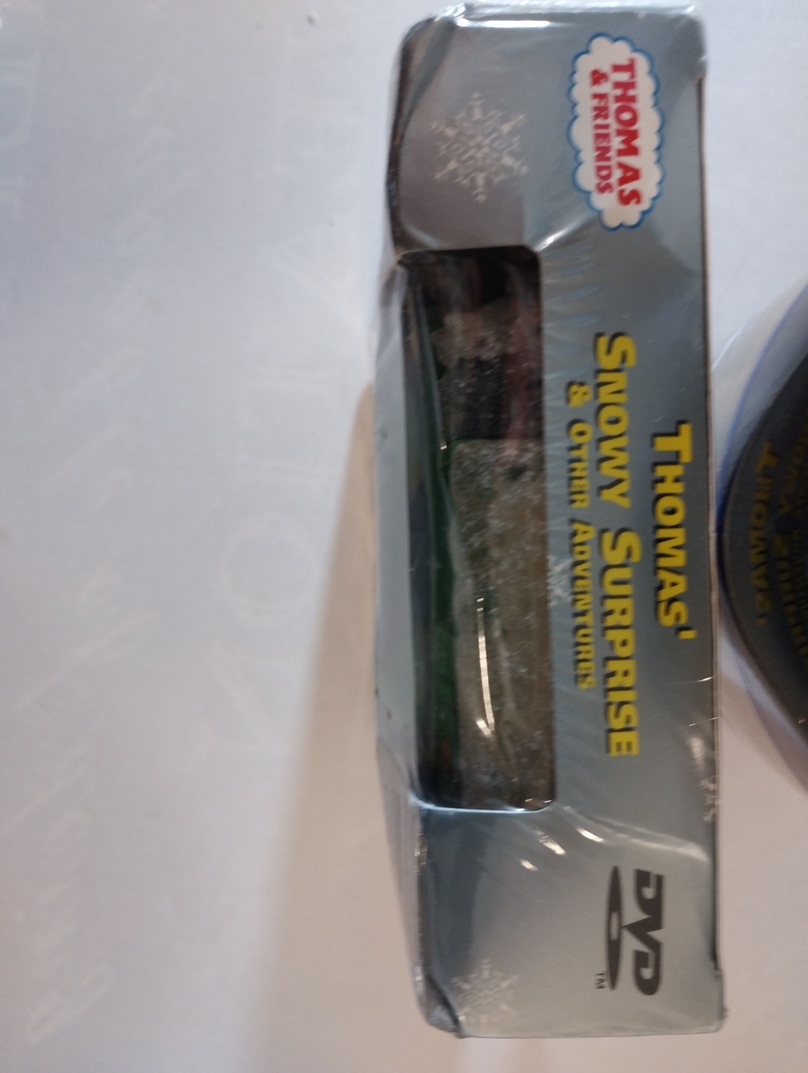 THOMAS
& FRIENDS
THOMAS'
SNOWY SURPRISE
& OTHER ADVENTURES
DVD
TM